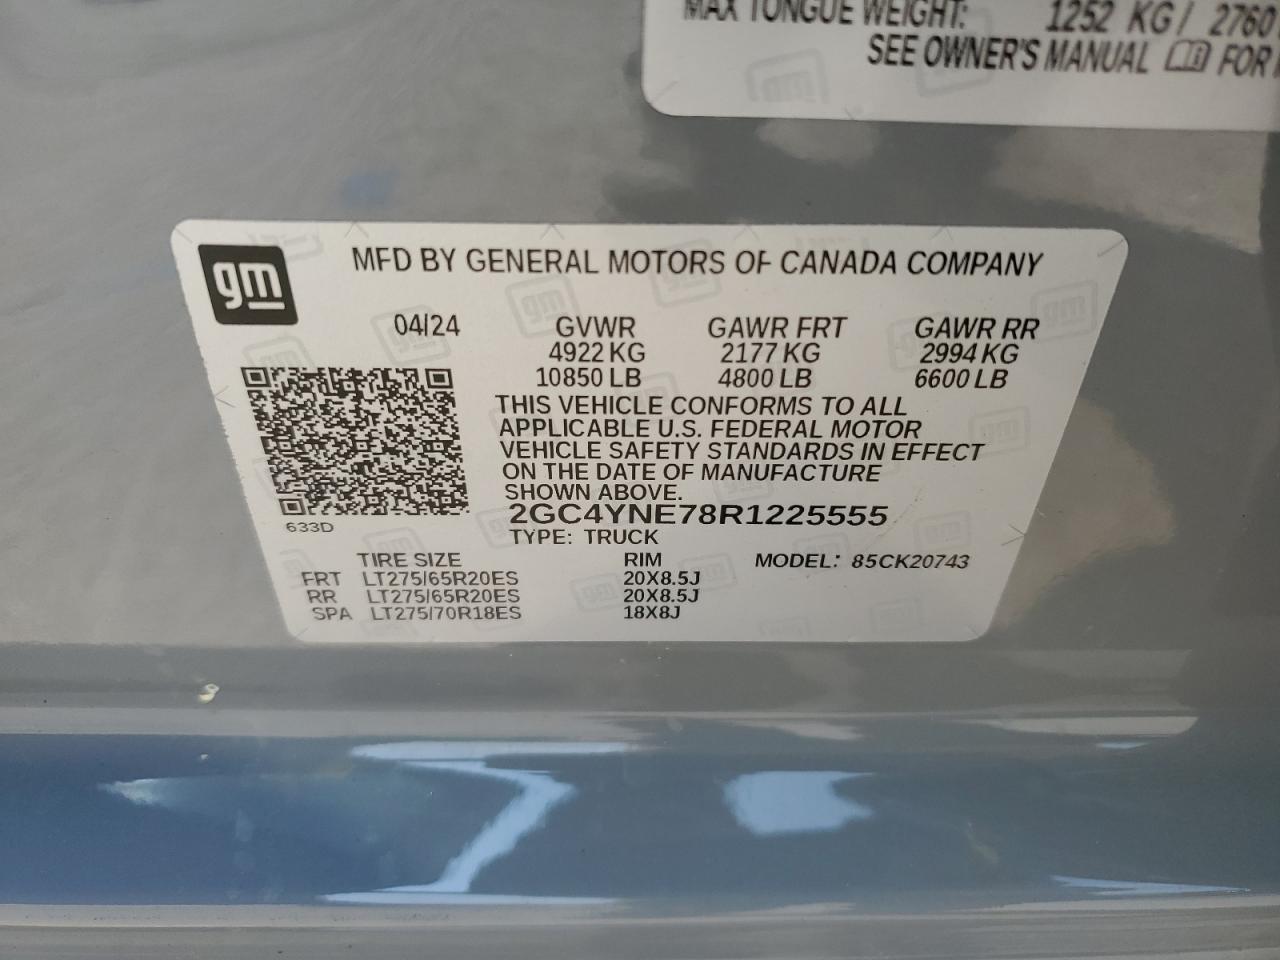 MAX TONGUE WEIGHT: 1252 KG / 2760
SEE OWNER'S MANUAL FOR
gm
MFD BY GENERAL MOTORS OF CANADA COMPANY
04/24 GVWR GAWR FRT GAWR RR
4922 KG 2177 KG 2994 KG
10850 LB 4800 LB 6600 LB
THIS VEHICLE CONFORMS TO ALL
APPLICABLE U.S. FEDERAL MOTOR
VEHICLE SAFETY STANDARDS IN EFFECT
ON THE DATE OF MANUFACTURE
SHOWN ABOVE.
633D
2GC4YNE78R1225555
TYPE: TRUCK
TIRE SIZE RIM MODEL: 85CK20743
FRT LT275/65R20ES 20X8.5J
RR LT275/65R20ES 20X8.5J
SPA LT275/70R18ES 18X8J